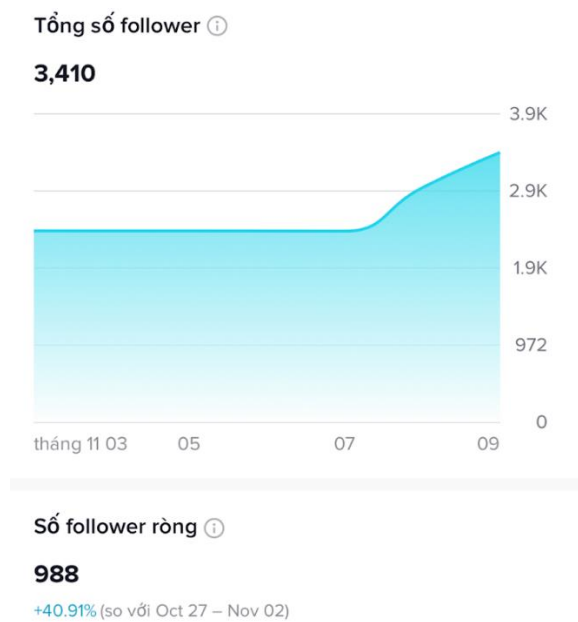 Tổng số follower
3,410
3.9K
2.9K
1.9K
972
0
tháng 11 03 05 07 09
Số follower ròng
988
+40.91% (so với Oct 27 – Nov 02)